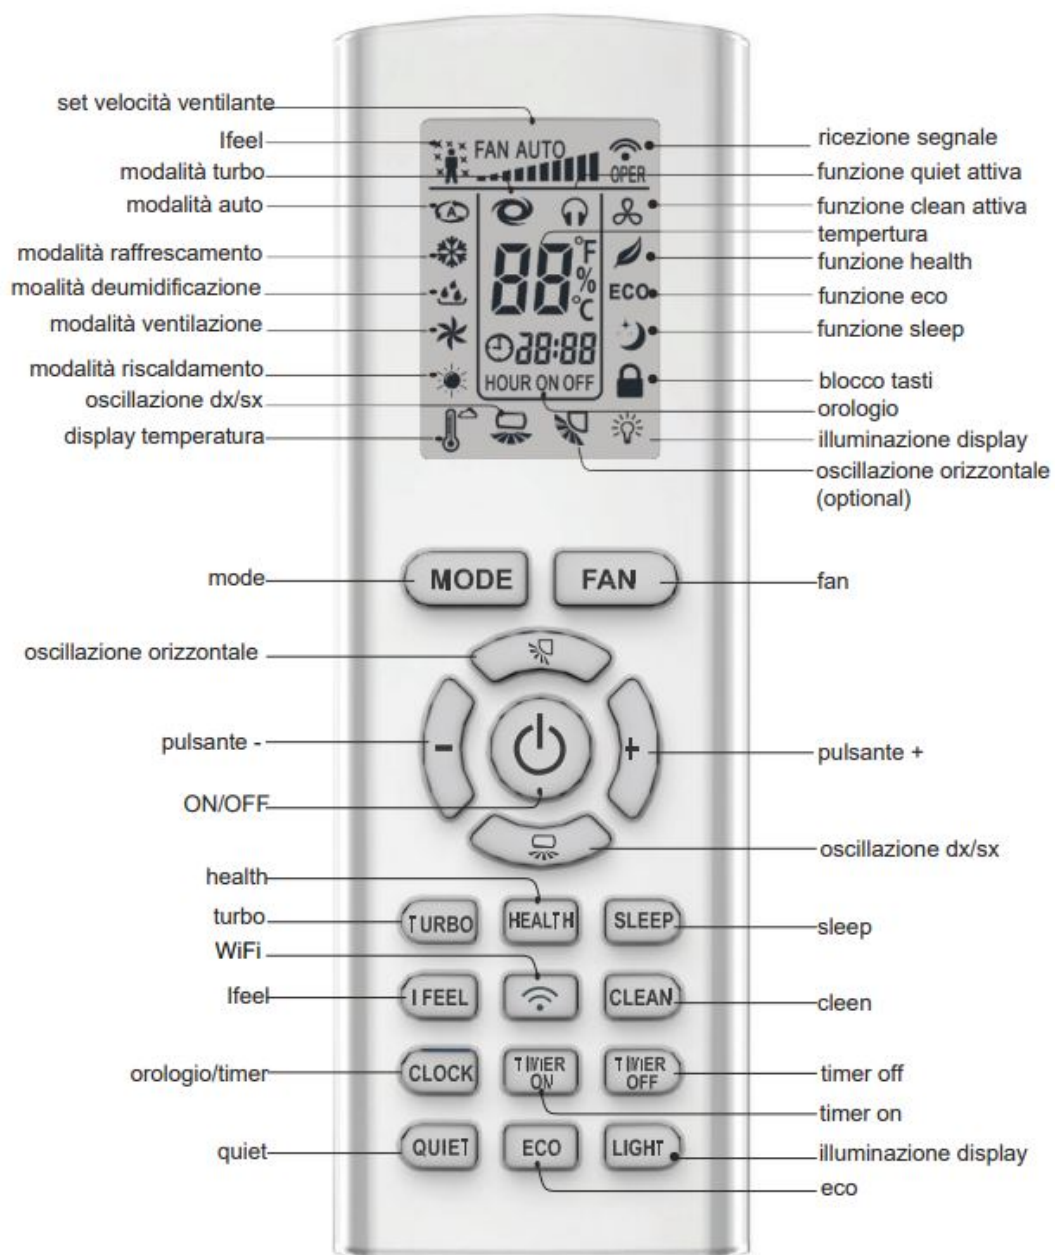 set velocità ventilante
Ifeel
modalità turbo
modalità auto
modalità raffrescamento
moalità deumidificazione
modalità ventilazione
modalità riscaldamento
oscillazione dx/sx
display temperatura
FAN AUTO
OPER
88
°F
%
°C
ECO
28:88
HOUR ON OFF
ricezione segnale
funzione quiet attiva
funzione clean attiva
tempertura
funzione health
funzione eco
funzione sleep
blocco tasti
orologio
illuminazione display
oscillazione orizzontale
(optional)
mode
MODE
FAN
fan
oscillazione orizzontale
pulsante -
-
+
pulsante +
ON/OFF
oscillazione dx/sx
health
turbo
TURBO
HEALTH
SLEEP
sleep
WiFi
Ifeel
I FEEL
CLEAN
cleen
orologio/timer
CLOCK
TIMER
ON
TIMER
OFF
timer off
timer on
quiet
QUIET
ECO
LIGHT
illuminazione display
eco